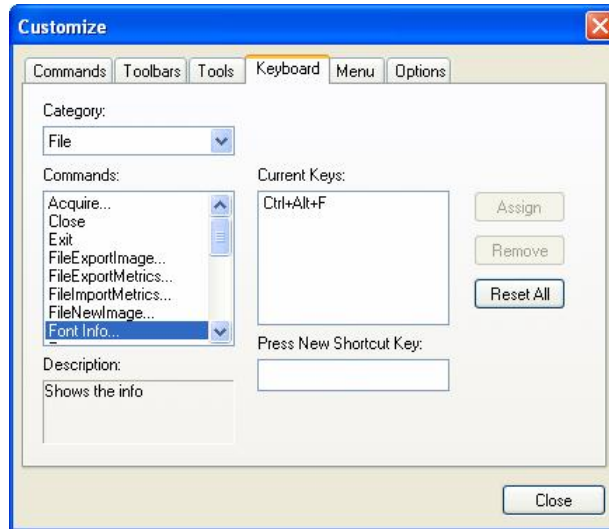 Customize
Commands Toolbars Tools Keyboard Menu Options
Category:
File
Commands:
Acquire...
Close
Exit
FileExportImage...
FileExportMetrics...
FileImportMetrics...
FileNewImage...
Font Info...
Current Keys:
Ctrl+Alt+F
Assign
Remove
Reset All
Press New Shortcut Key:
Description:
Shows the info
Close